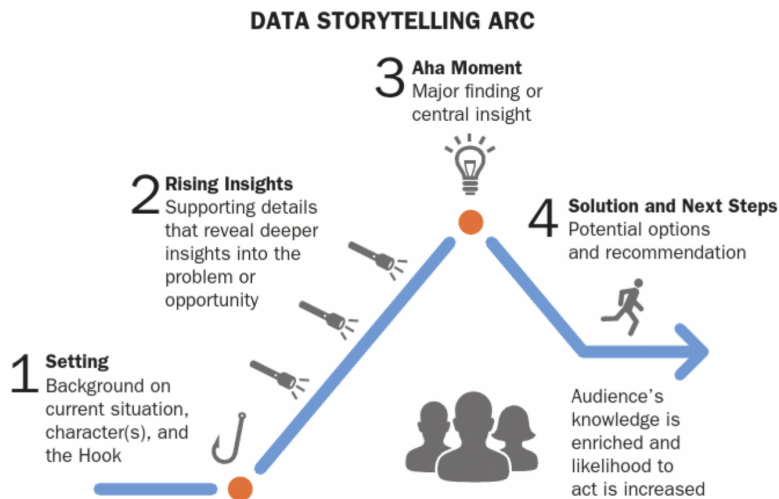 DATA STORYTELLING ARC
3 Aha Moment
Major finding or
central insight
2 Rising Insights
Supporting details
that reveal deeper
insights into the
problem or
opportunity
4 Solution and Next Steps
Potential options
and recommendation
1 Setting
Background on
current situation,
character(s), and
the Hook
Audience's
knowledge is
enriched and
likelihood to
act is increased